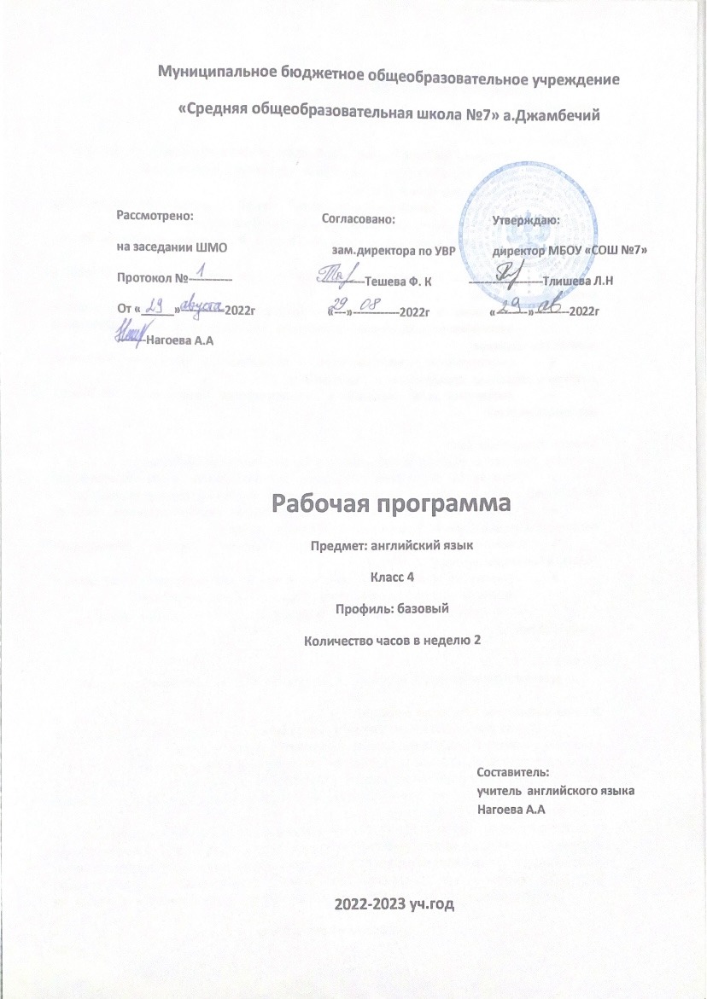 Муниципальное бюджетное общеобразовательное учреждение
«Средняя общеобразовательная школа №7» а.Джамбечий
Рассмотрено:
на заседании ШМО
Протокол № 1
От « 29 » августа 2022г
Нагоева А.А
Согласовано:
зам.директора по УВР
Тешева Ф. К
« 29 » 08 2022г
Утверждаю:
директор МБОУ «СОШ №7»
Тлишева Л.Н
« 29 » ав 2022г
Рабочая программа
Предмет: английский язык
Класс 4
Профиль: базовый
Количество часов в неделю 2
Составитель:
учитель английского языка
Нагоева А.А
2022-2023 уч.год